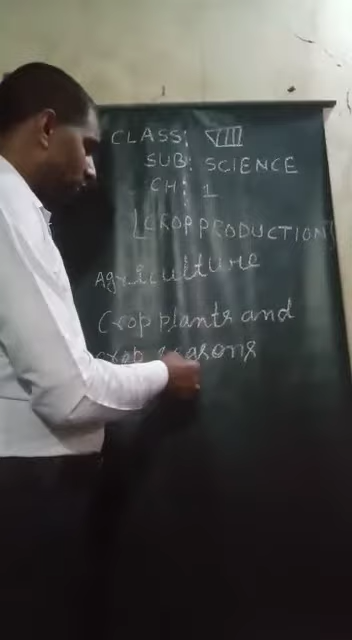 CLASS: VIII
SUB: SCIENCE
CH: 1
[CROP PRODUCTION]
Agriculture
Crop plants and
crop seasons